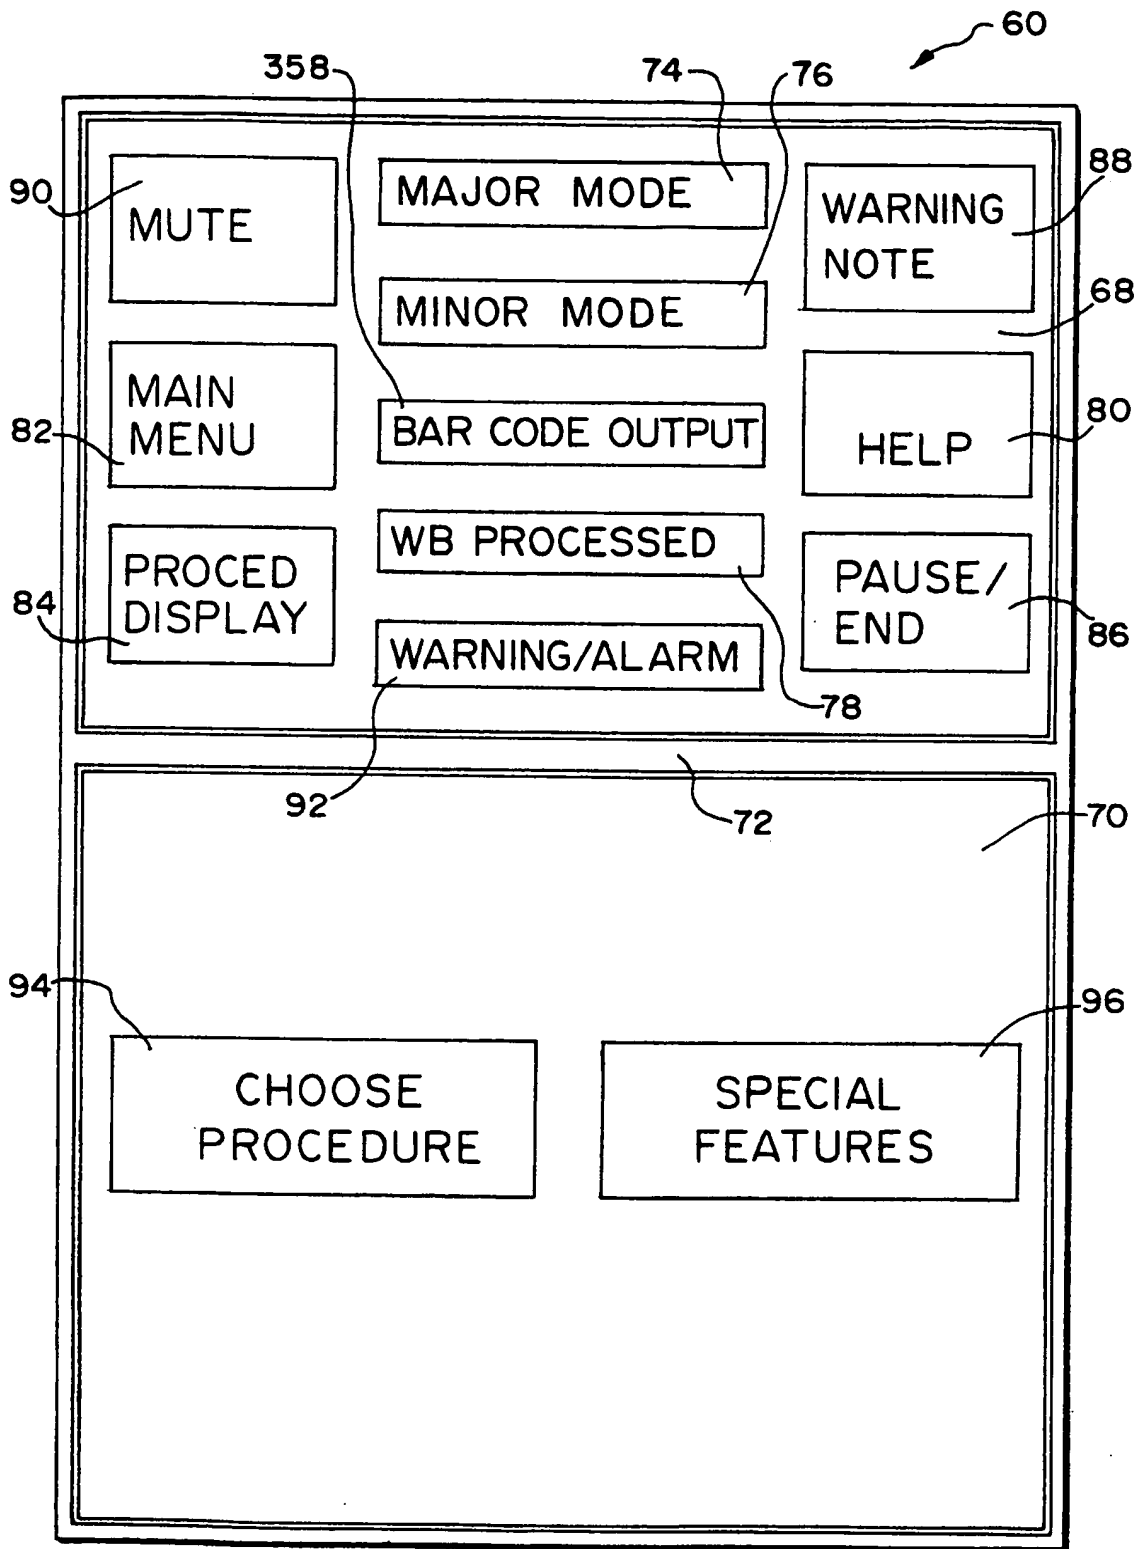 60
358
74
76
90
MUTE
MAJOR MODE
WARNING
NOTE
88
MINOR MODE
68
MAIN
MENU
82
BAR CODE OUTPUT
HELP
80
PROCED
DISPLAY
84
WB PROCESSED
PAUSE/
END
86
WARNING/ALARM
78
92
72
70
94
96
CHOOSE
PROCEDURE
SPECIAL
FEATURES